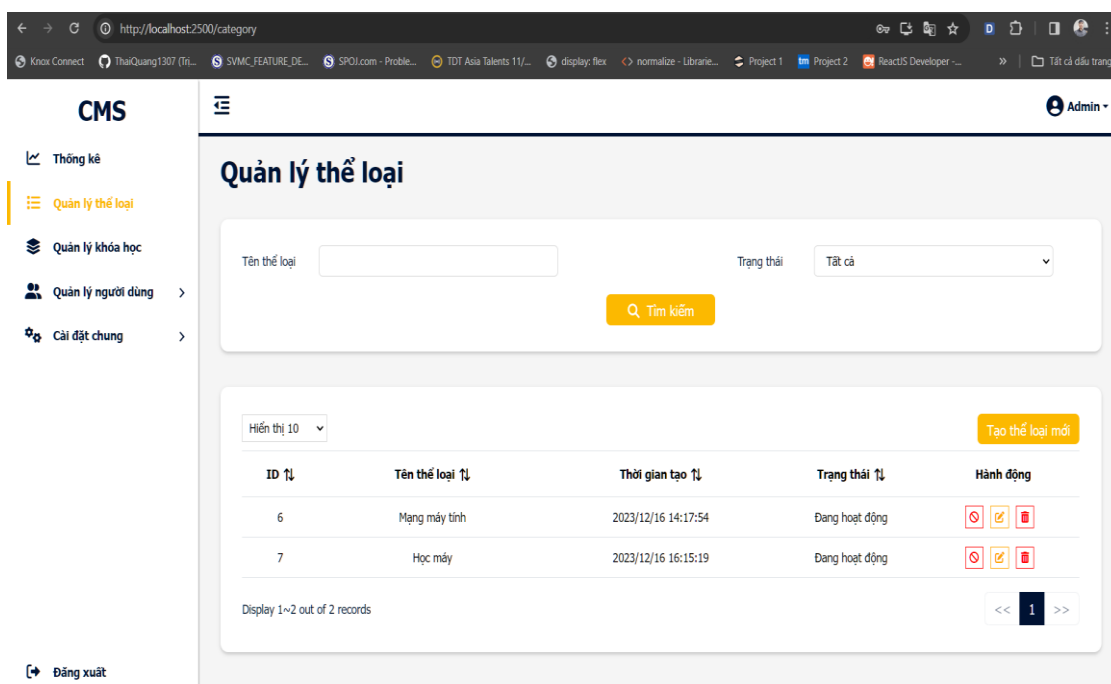 http://localhost:2500/category
Knox Connect ThaiQuang1307 (Trị... SVMC_FEATURE_DE... SPOJ.com - Proble... TDT Asia Talents 11/... display: flex normalize - Librarie... Project 1 tm Project 2 ReactJS Developer -... » Tất cả dấu trang
CMS
Admin
Thống kê
Quản lý thể loại
Quản lý khóa học
Quản lý người dùng
Cài đặt chung
Đăng xuất
Quản lý thể loại
Tên thể loại Trạng thái Tất cả
Tìm kiếm
Hiển thị 10 Tạo thể loại mới
ID Tên thể loại Thời gian tạo Trạng thái Hành động
6 Mạng máy tính 2023/12/16 14:17:54 Đang hoạt động
7 Học máy 2023/12/16 16:15:19 Đang hoạt động
Display 1~2 out of 2 records << 1 >>